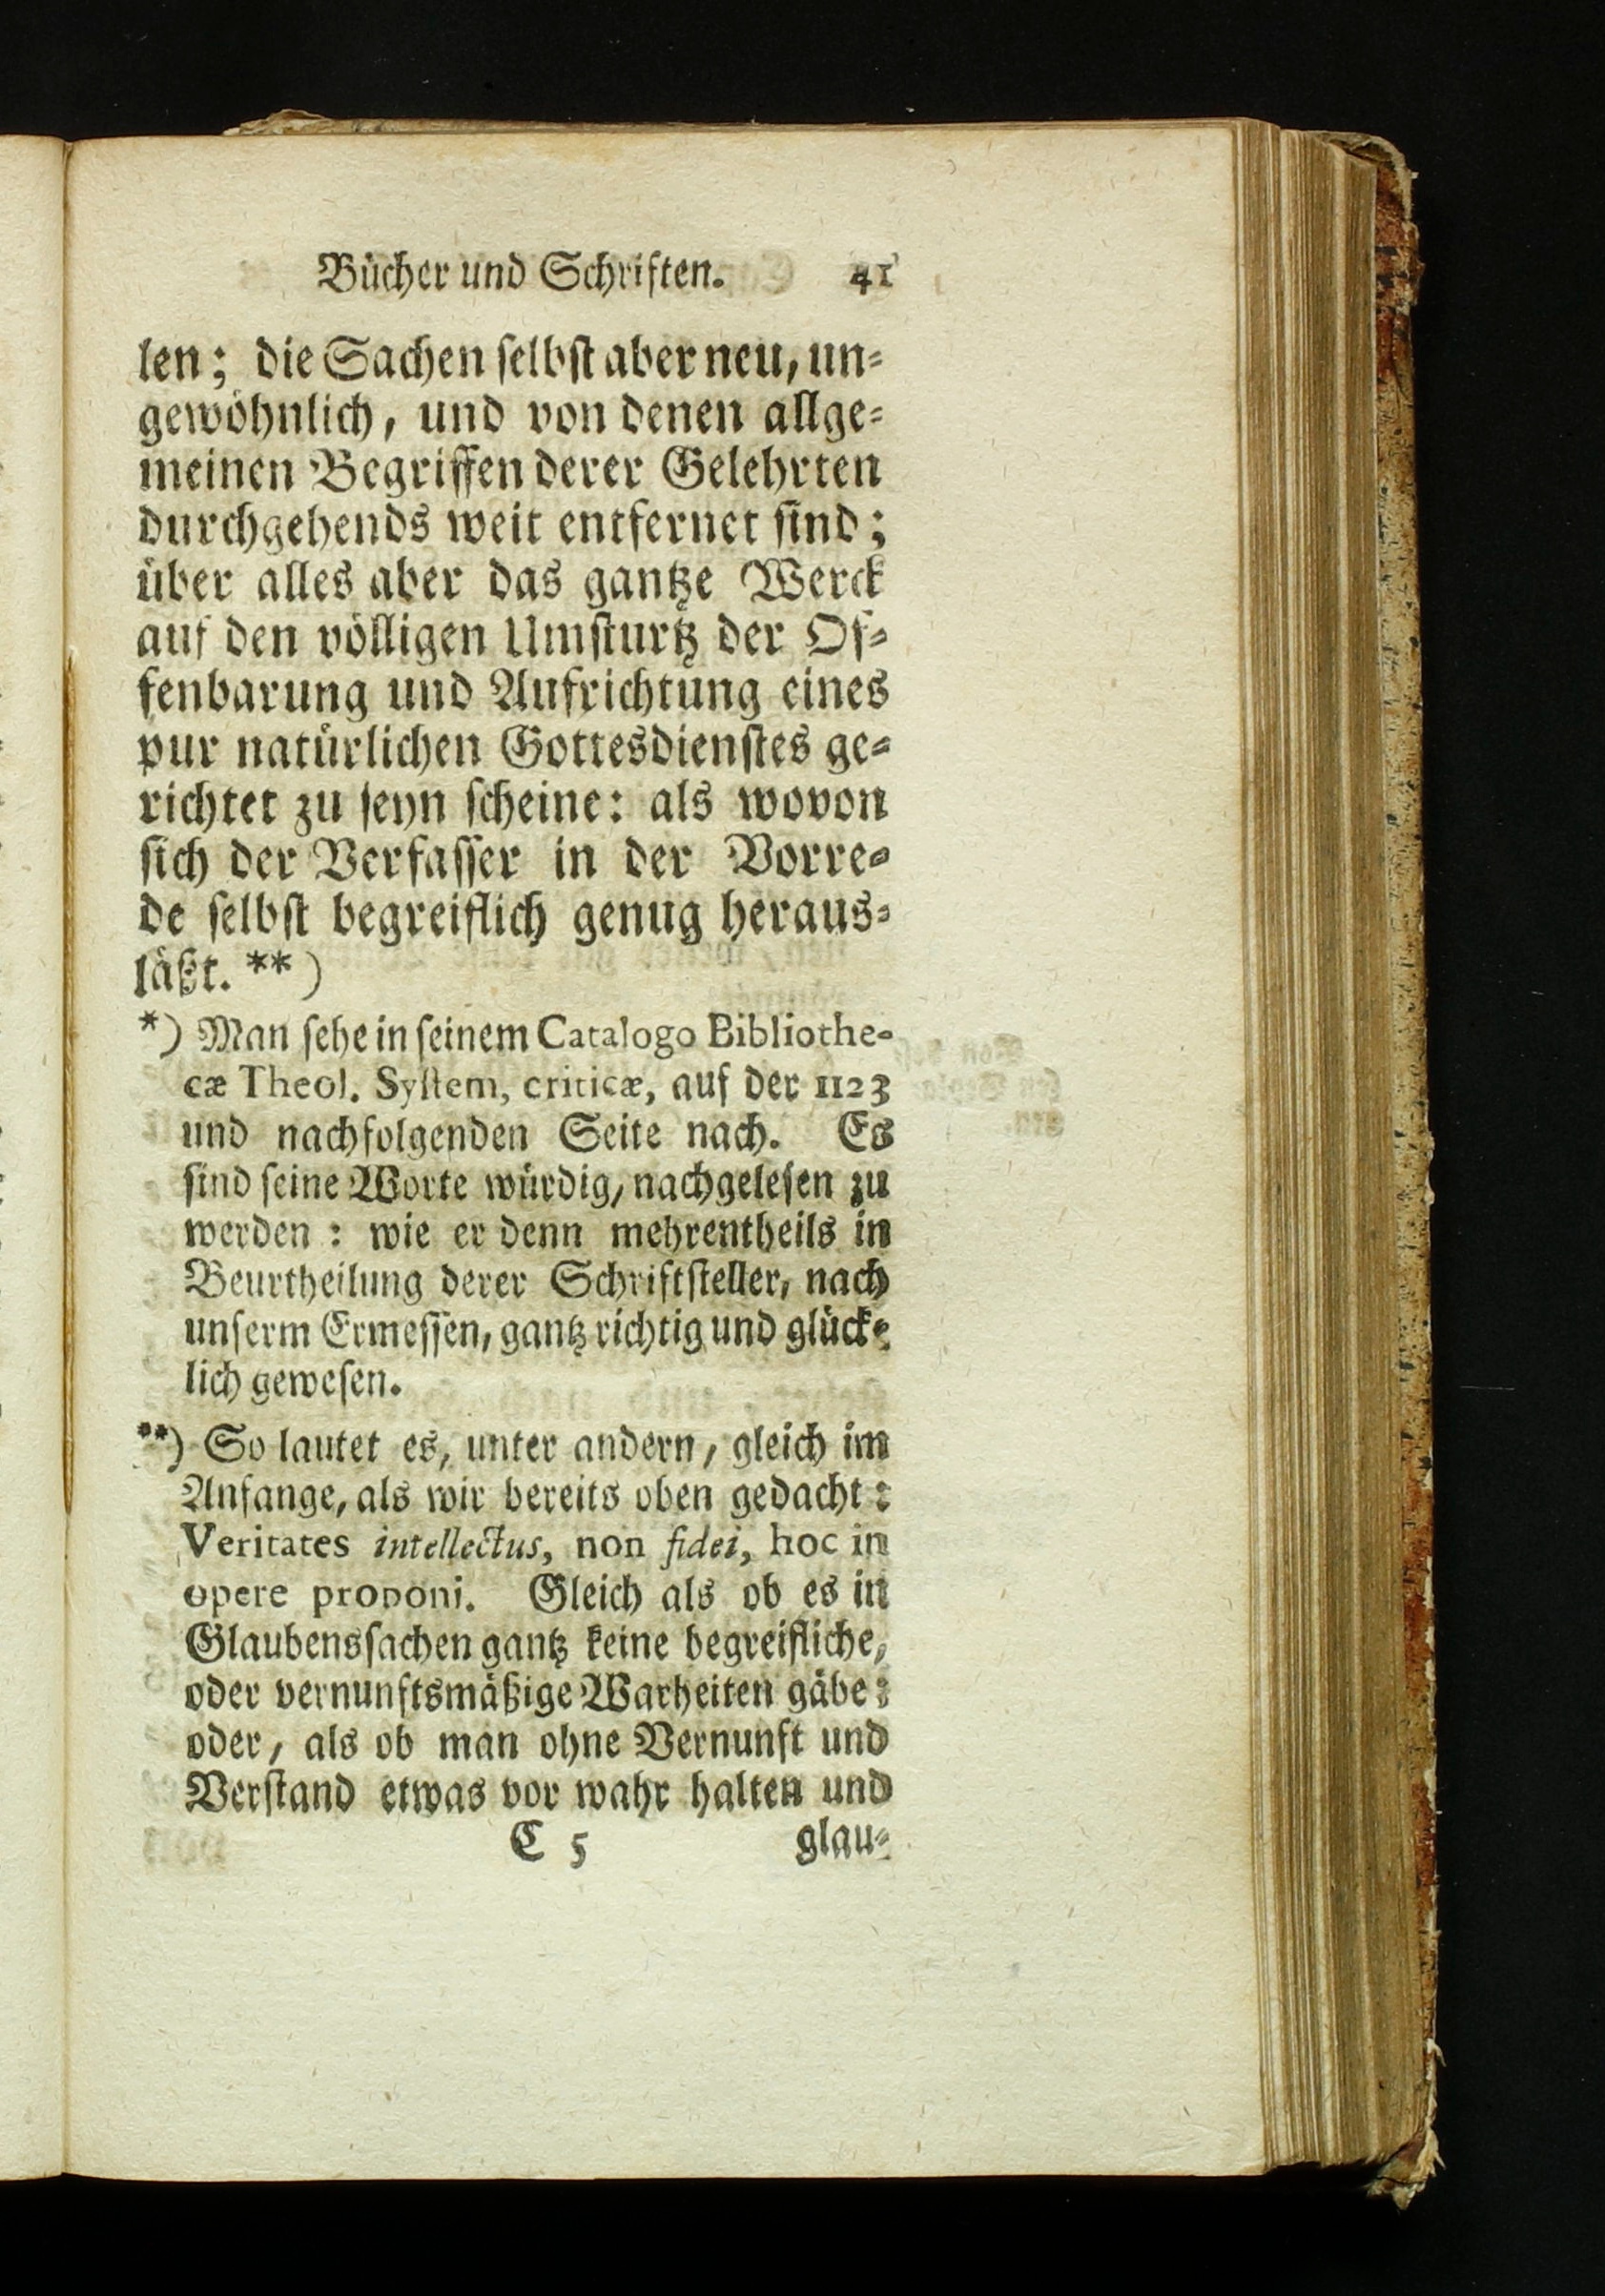 Bücher und Schriften. 41
len; die Sachen ſelbſt aber neu, un⸗
gewöhnlich, und von denen allge⸗
meinen Begriffen derer Gelehrten
durchgehends weit entfernet ſind;
über alles aber das gantze Werck
auf den völligen Umſturtz der Of⸗
fenbarung und Aufrichtung eines
pur natürlichen Gottesdienſtes ge⸗
richtet zu ſeyn ſcheine: als wovon
ſich der Verfaſſer in der Vorre⸗
de ſelbſt begreiflich genug heraus⸗
läßt. **)
*) Man ſehe in ſeinem Catalogo Bibliothe-
cæ Theol. Syſtem, criticæ, auf der 1123
und nachfolgenden Seite nach. Es
ſind ſeine Worte würdig, nachgeleſen zu
werden: wie er denn mehrentheils in
Beurtheilung derer Schriftſteller, nach
unſerm Ermeſſen, gantz richtig und glück⸗
lich geweſen.
**) So lautet es, unter andern, gleich im
Anfange, als wir bereits oben gedacht:
Veritates intellectus, non fidei, hoc in
opere proponi. Gleich als ob es in
Glaubensſachen gantz keine begreifliche,
oder vernunftsmäßige Warheiten gäbe:
oder, als ob man ohne Vernunft und
Verſtand etwas vor wahr halten und
C 5 glau⸗